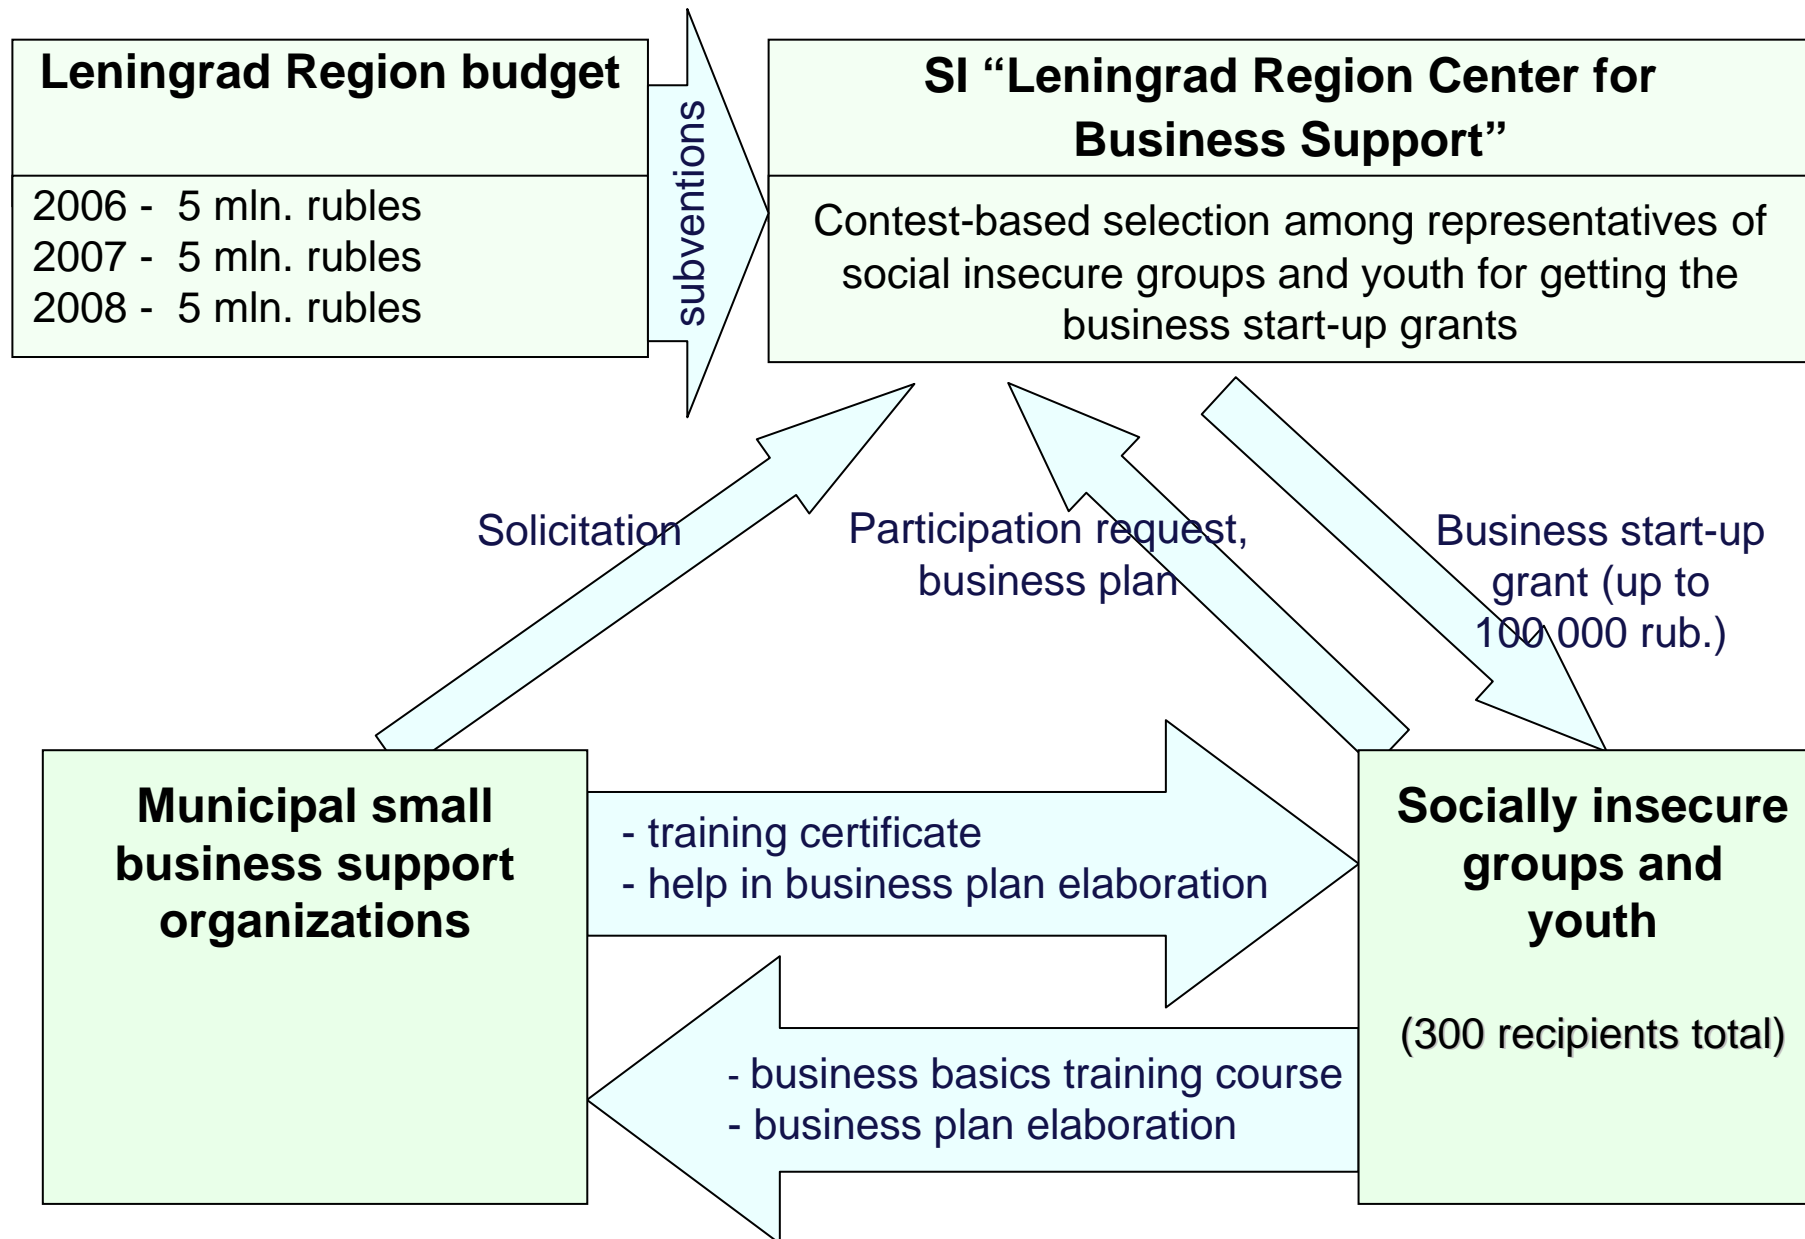 Leningrad Region budget
2006 -  5 mln. rubles
2007 -  5 mln. rubles
2008 -  5 mln. rubles
subventions
SI “Leningrad Region Center for
Business Support”
Contest-based selection among representatives of
social insecure groups and youth for getting the
business start-up grants
Solicitation
Participation request,
business plan
Business start-up
grant (up to
100 000 rub.)
Municipal small
business support
organizations
- training certificate
- help in business plan elaboration
- business basics training course
- business plan elaboration
Socially insecure
groups and
youth
(300 recipients total)